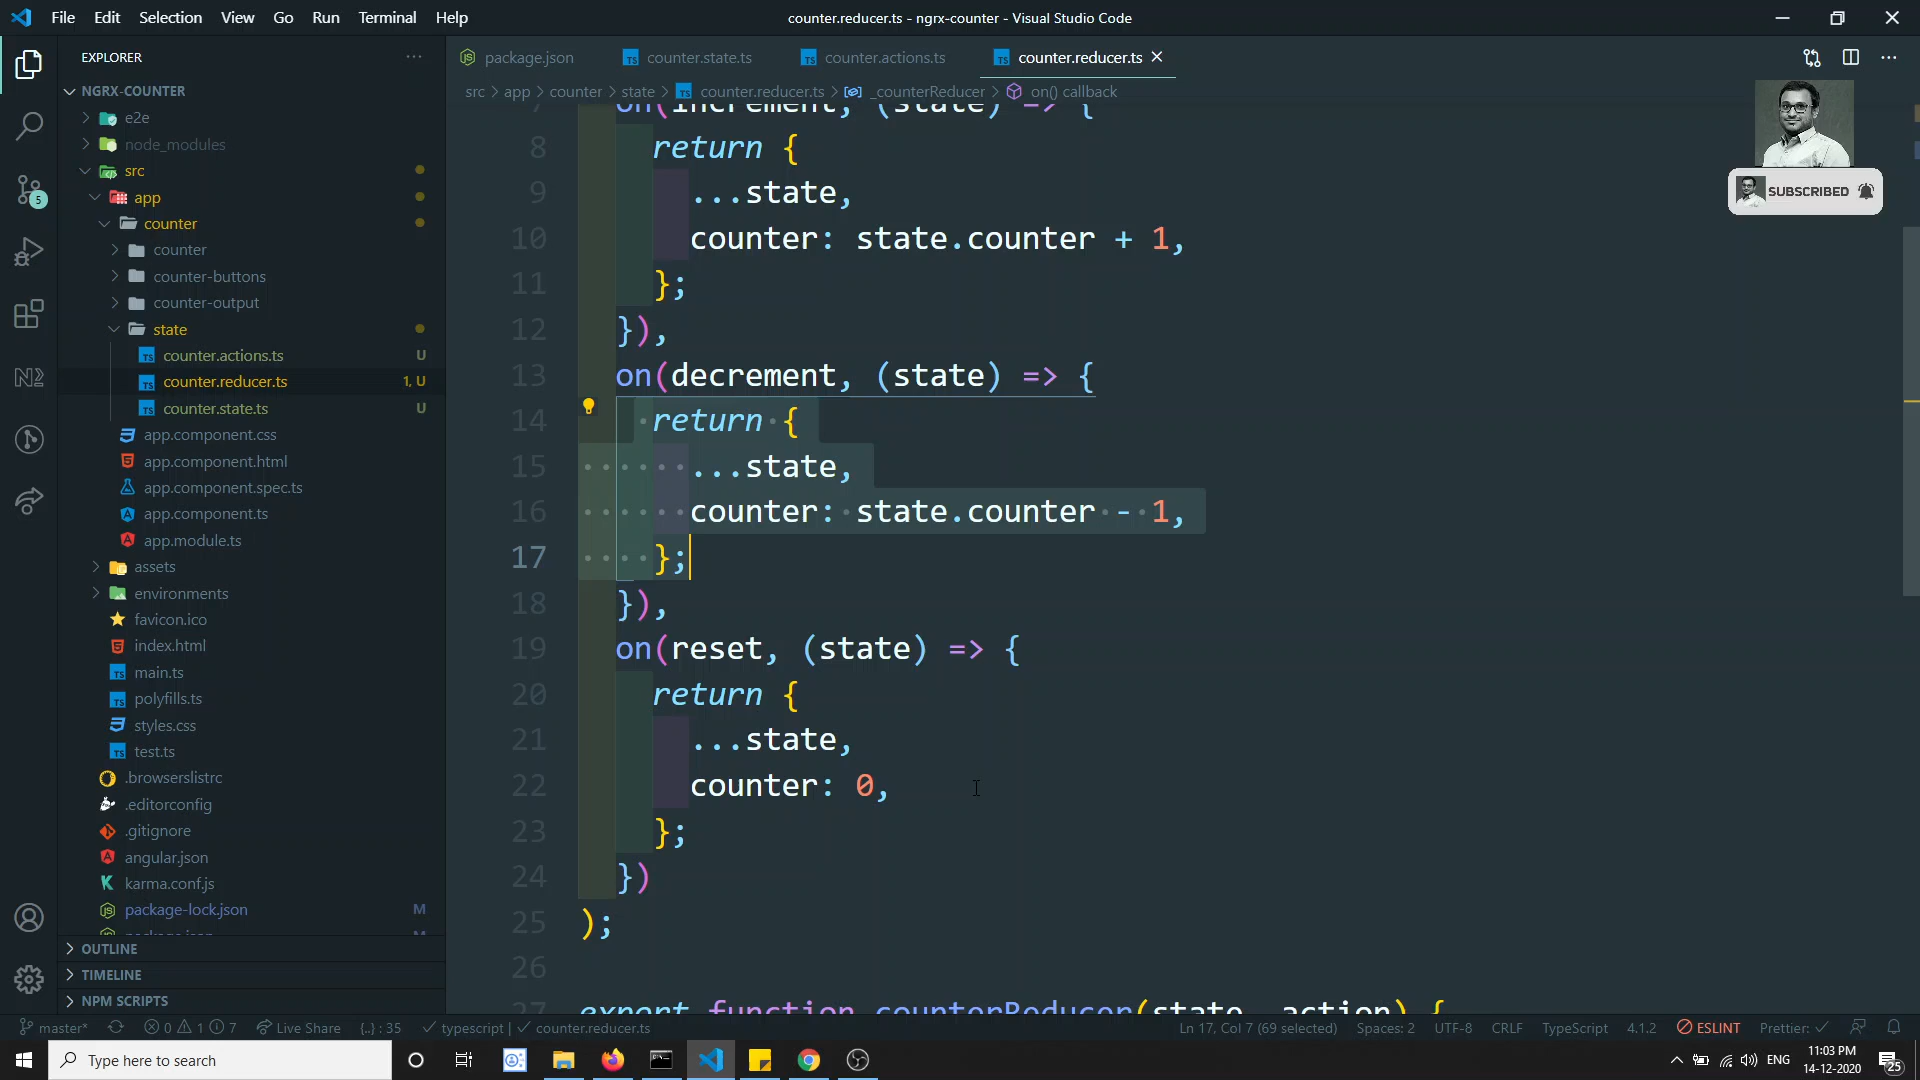 File Edit Selection View Go Run Terminal Help
counter.reducer.ts - ngrx-counter - Visual Studio Code
EXPLORER
NGRX-COUNTER
e2e
node_modules
src
app
counter
counter
counter-buttons
counter-output
state
counter.actions.ts U
counter.reducer.ts 1, U
counter.state.ts U
app.component.css
app.component.html
app.component.spec.ts
app.component.ts
app.module.ts
assets
environments
favicon.ico
index.html
main.ts
polyfills.ts
styles.css
test.ts
.browserslistrc
.editorconfig
.gitignore
angular.json
karma.conf.js
package-lock.json M
package.json M
OUTLINE
TIMELINE
NPM SCRIPTS
5
package.json counter.state.ts counter.actions.ts counter.reducer.ts
src > app > counter > state > counter.reducer.ts > _counterReducer > on() callback
7 on(increment, (state) => {
8 return {
9 ...state,
10 counter: state.counter + 1,
11 };
12 }),
13 on(decrement, (state) => {
14 return {
15 ...state,
16 counter: state.counter - 1,
17 };
18 }),
19 on(reset, (state) => {
20 return {
21 ...state,
22 counter: 0,
23 };
24 })
25 );
26
27 export function counterReducer(state, action) {
SUBSCRIBED
master* 0 1 7 Live Share {..} : 35 typescript | counter.reducer.ts
Ln 17, Col 7 (69 selected) Spaces: 2 UTF-8 CRLF TypeScript 4.1.2 ESLINT Prettier:
Type here to search
ENG
11:03 PM
14-12-2020
25